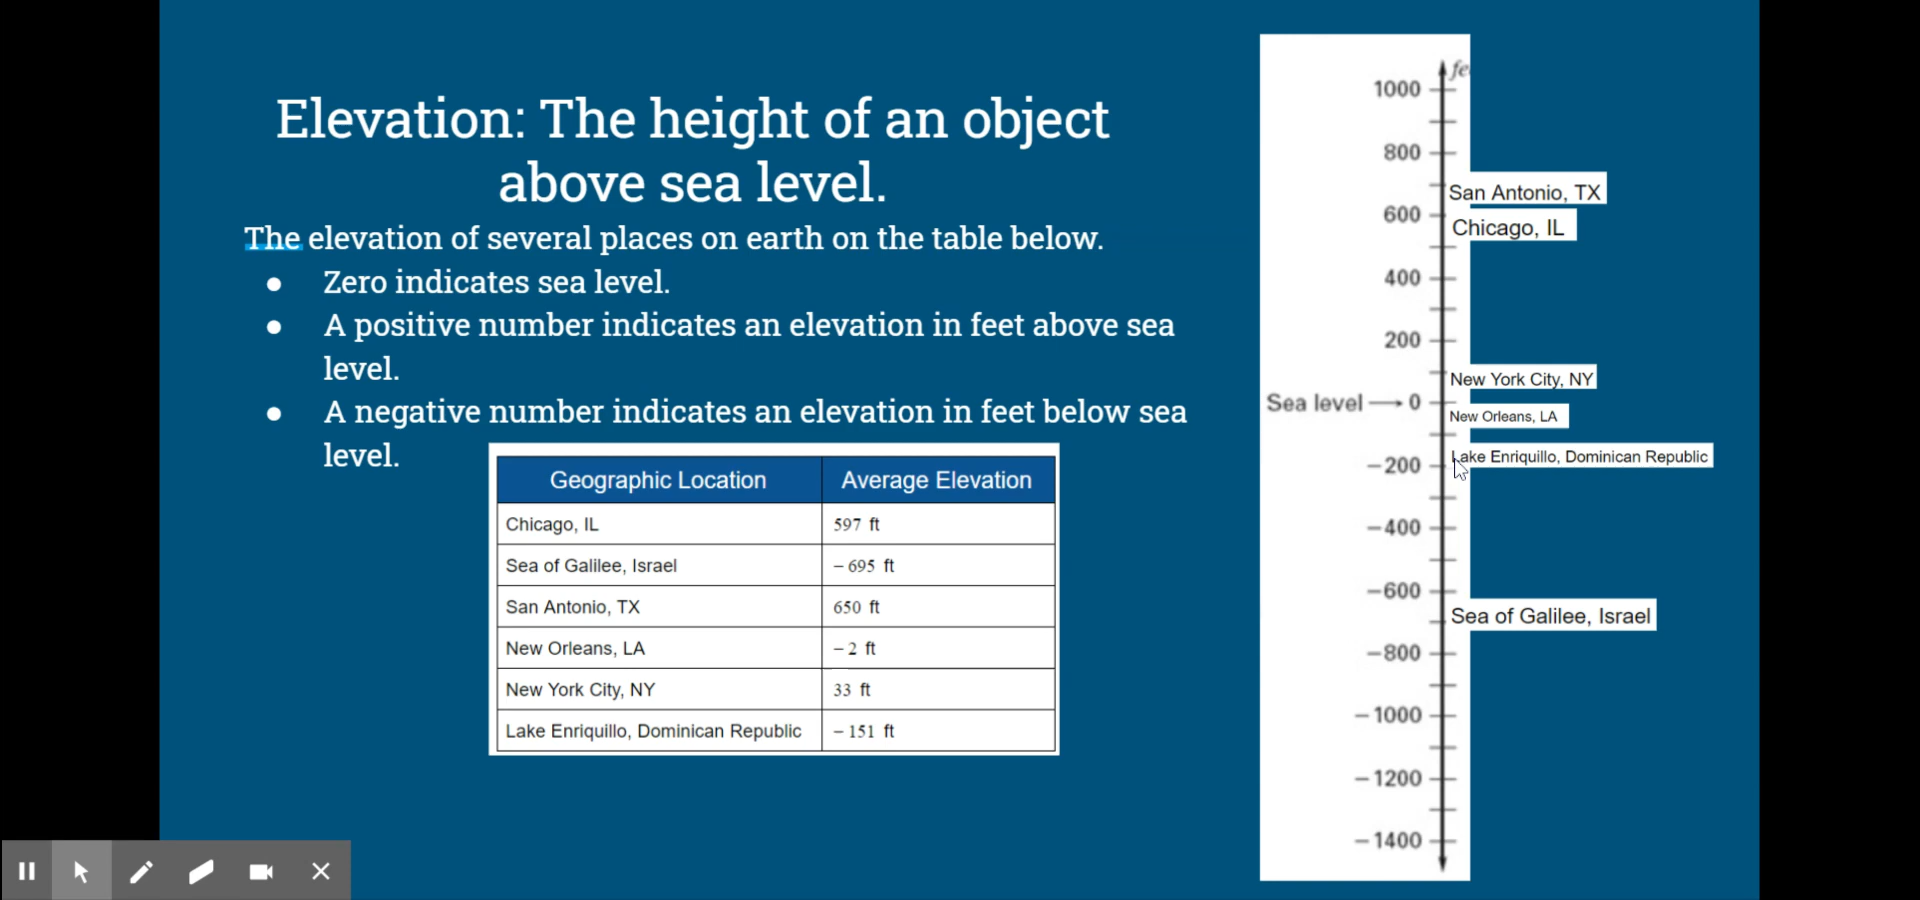 Elevation: The height of an object
above sea level.
The elevation of several places on earth on the table below.
● Zero indicates sea level.
● A positive number indicates an elevation in feet above sea
level.
● A negative number indicates an elevation in feet below sea
level.
Geographic Location Average Elevation
Chicago, IL 597 ft
Sea of Galilee, Israel – 695 ft
San Antonio, TX 650 ft
New Orleans, LA – 2 ft
New York City, NY 33 ft
Lake Enriquillo, Dominican Republic – 151 ft
fe
1000
800
San Antonio, TX
600
Chicago, IL
400
200
New York City, NY
Sea level 0
New Orleans, LA
Lake Enriquillo, Dominican Republic
–200
–400
–600
Sea of Galilee, Israel
–800
–1000
–1200
–1400